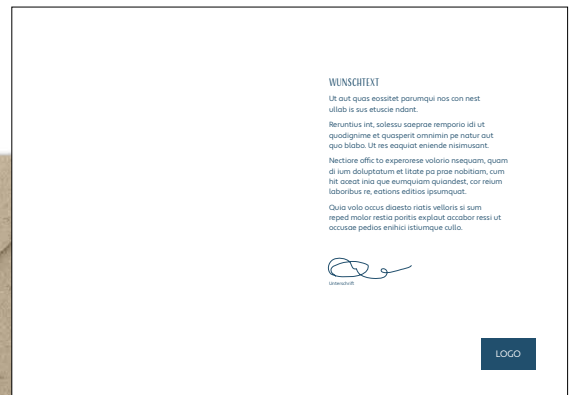 WUNSCHTEXT
Ut aut quas eossitet parumqui nos con nest
ullab is sus etuscie ndant.
Reruntius int, solessu saeprae remporio idi ut
quodignime et quasperit omnimin pe natur aut
quo blabo. Ut res eaquiat eniende nisimusant.
Nectiore offic to experorese volorio nsequam, quam
di ium doluptatum et litate pa prae nobitiam, cum
hit aceat inia que eumquiam quiandest, cor reium
laboribus re, eations editios ipsumquat.
Quia volo occus diaesto riatis velloris si sum
reped molor restia poritis explaut accabor ressi ut
occusae pedios enihici istiumque cullo.
Unterschrift
LOGO